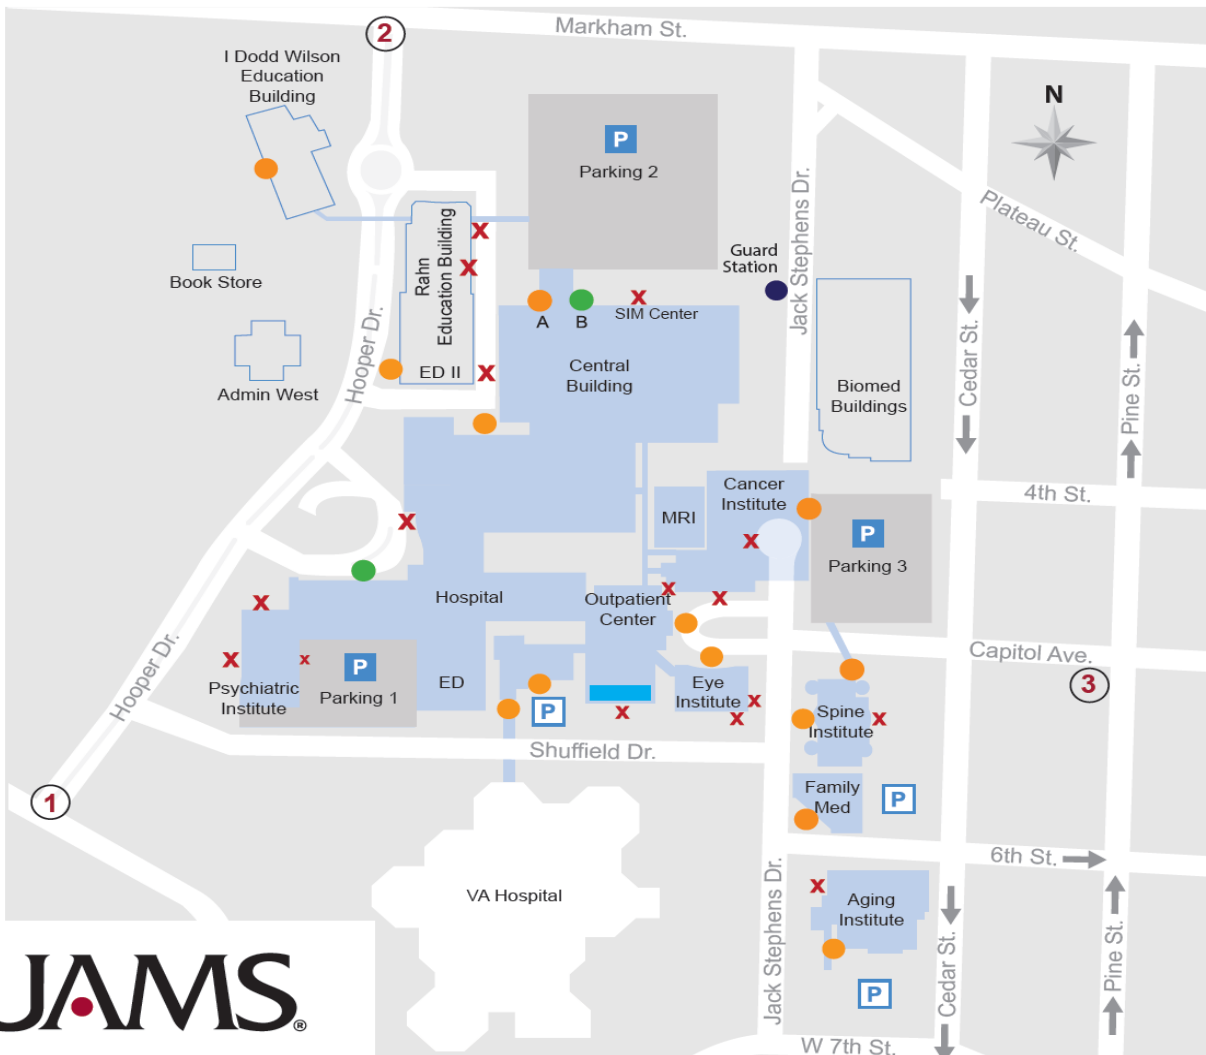 Markham St.
2
I Dodd Wilson
Education
Building
N
P
Parking 2
Jack Stephens Dr.
Plateau St.
Rahn
Education Building
Guard
Station
Book Store
X
X
X
SIM Center
A
B
Hooper Dr.
Cedar St.
Pine St.
ED II
X
Central
Building
Admin West
Biomed
Buildings
Cancer
Institute
4th St.
MRI
X
P
X
Parking 3
X
Hospital
Outpatient
Center
X
X
Hooper Dr.
X
X
P
Psychiatric
Institute
Parking 1
ED
Capitol Ave.
3
Eye
Institute
X
X
X
P
Spine
Institute
X
Shuffield Dr.
1
Family
Med
P
6th St.
VA Hospital
X
Aging
Institute
Jack Stephens Dr.
Cedar St.
Pine St.
P
UAMS®
W 7th St.